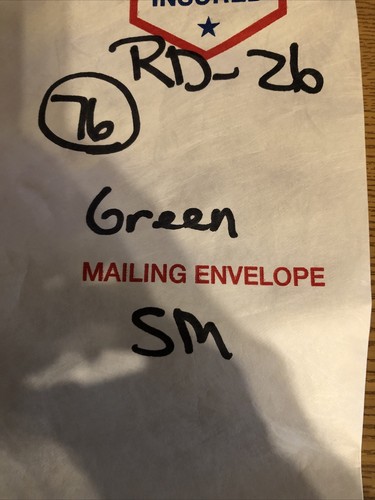 INSURED
RD-26
76
Green
MAILING ENVELOPE
SM